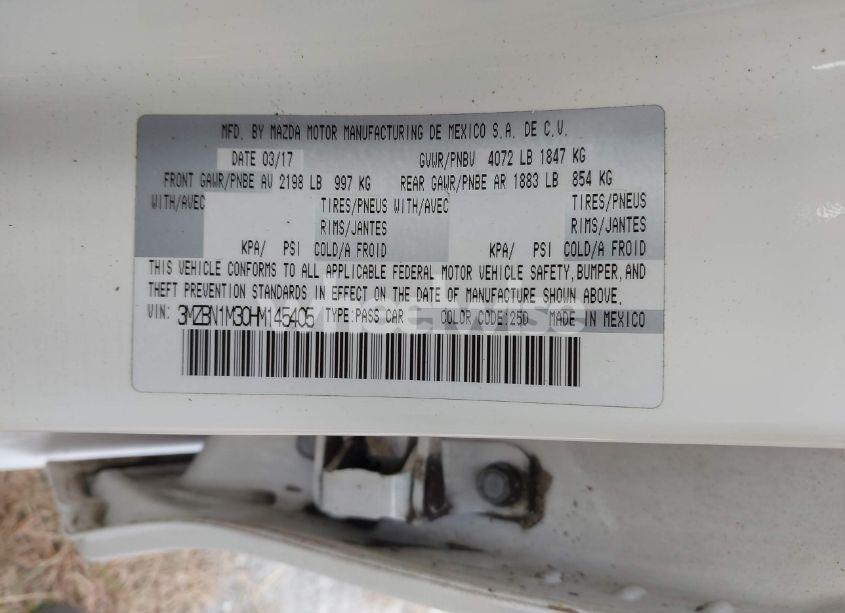 MFD. BY MAZDA MOTOR MANUFACTURING DE MEXICO S.A. DE C.V.
DATE 03/17 GVWR/PNBV 4072 LB 1847 KG
FRONT GAWR/PNBE AV 2198 LB 997 KG REAR GAWR/PNBE AR 1883 LB 854 KG
WITH/AVEC TIRES/PNEUS WITH/AVEC TIRES/PNEUS
RIMS/JANTES RIMS/JANTES
KPA/ PSI COLD/A FROID KPA/ PSI COLD/A FROID
THIS VEHICLE CONFORMS TO ALL APPLICABLE FEDERAL MOTOR VEHICLE SAFETY, BUMPER, AND
THEFT PREVENTION STANDARDS IN EFFECT ON THE DATE OF MANUFACTURE SHOWN ABOVE.
VIN: 3MZBN1M30HM145405 TYPE:PASS CAR COLOR CODE:25D MADE IN MEXICO